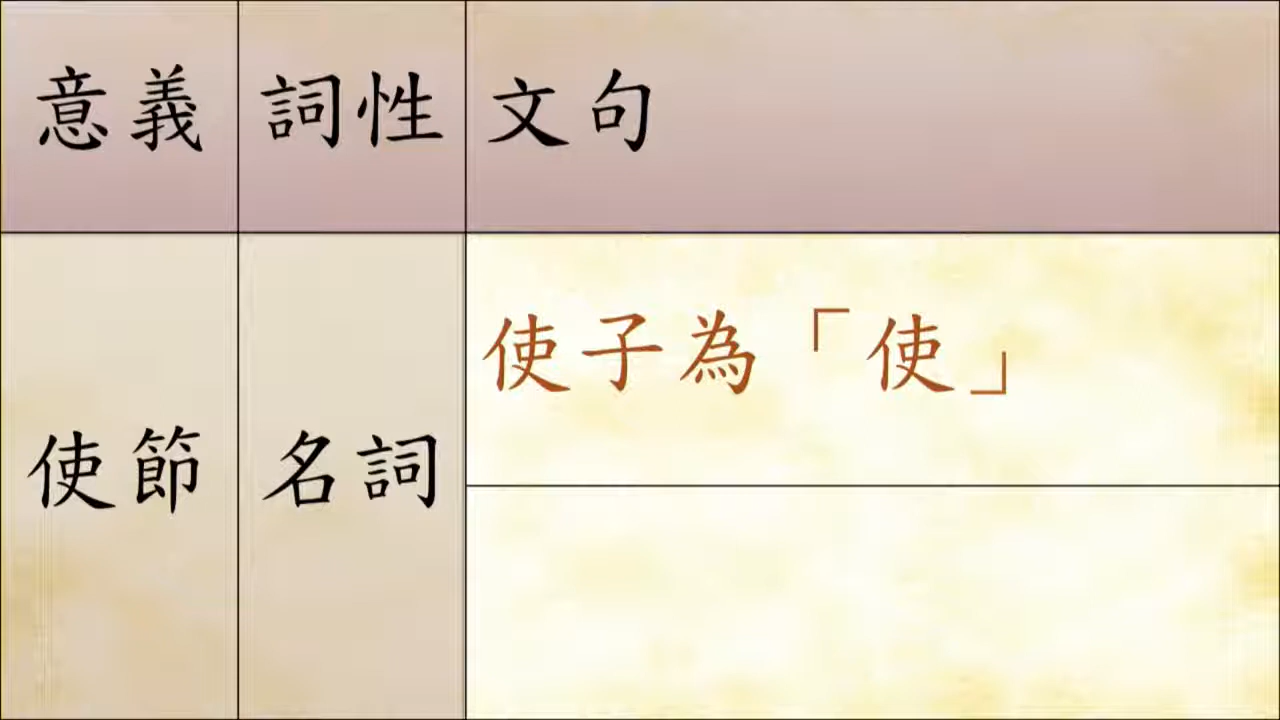 意義 詞性 文句
使子為「使」
使節 名詞